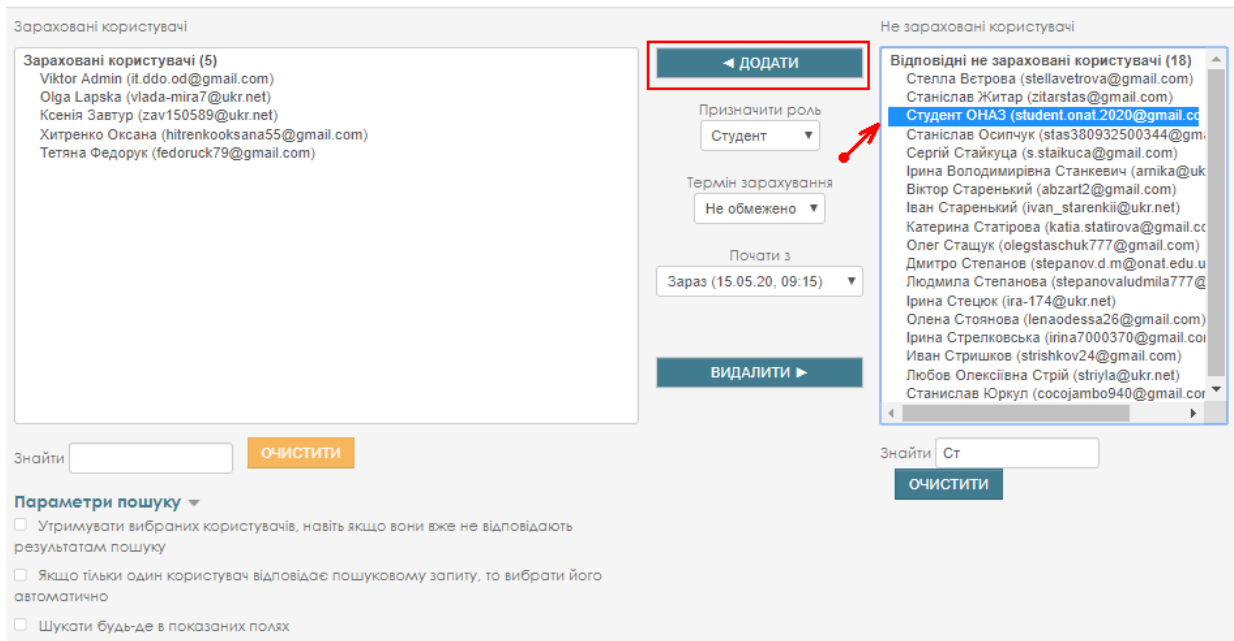 Зараховані користувачі
Зараховані користувачі (5)
Viktor Admin (it.ddo.od@gmail.com)
Olga Lapska (vlada-mira7@ukr.net)
Ксенія Завтур (zav150589@ukr.net)
Хитренко Оксана (hitrenkooksana55@gmail.com)
Тетяна Федорук (fedoruck79@gmail.com)
Знайти
ОЧИСТИТИ
Параметри пошуку
Утримувати вибраних користувачів, навіть якщо вони вже не відповідають
результатам пошуку
Якщо тільки один користувач відповідає пошуковому запиту, то вибрати його
автоматично
Шукати будь-де в показаних полях
◄ ДОДАТИ
Призначити роль
Студент
Термін зарахування
Не обмежено
Почати з
Зараз (15.05.20, 09:15)
ВИДАЛИТИ ►
Не зараховані користувачі
Відповідні не зараховані користувачі (18)
Стелла Вєтрова (stellavetrova@gmail.com)
Станіслав Житар (zitarstas@gmail.com)
Студент ОНАЗ (student.onat.2020@gmail.cc
Станіслав Осипчук (stas380932500344@gm
Сергій Стайкуца (s.staikuca@gmail.com)
Ірина Володимирівна Станкевич (arnika@uk
Віктор Старенький (abzart2@gmail.com)
Іван Старенький (ivan_starenkii@ukr.net)
Катерина Статірова (katia.statirova@gmail.cc
Олег Стащук (olegstaschuk777@gmail.com)
Дмитро Степанов (stepanov.d.m@onat.edu.u
Людмила Степанова (stepanovaludmila777@
Ірина Стецюк (ira-174@ukr.net)
Олена Стоянова (lenaodessa26@gmail.com)
Ірина Стрелковська (irina7000370@gmail.co
Иван Стришков (strishkov24@gmail.com)
Любов Олексіївна Стрій (striyla@ukr.net)
Станислав Юркул (cocojambo940@gmail.cor
Знайти Ст
ОЧИСТИТИ